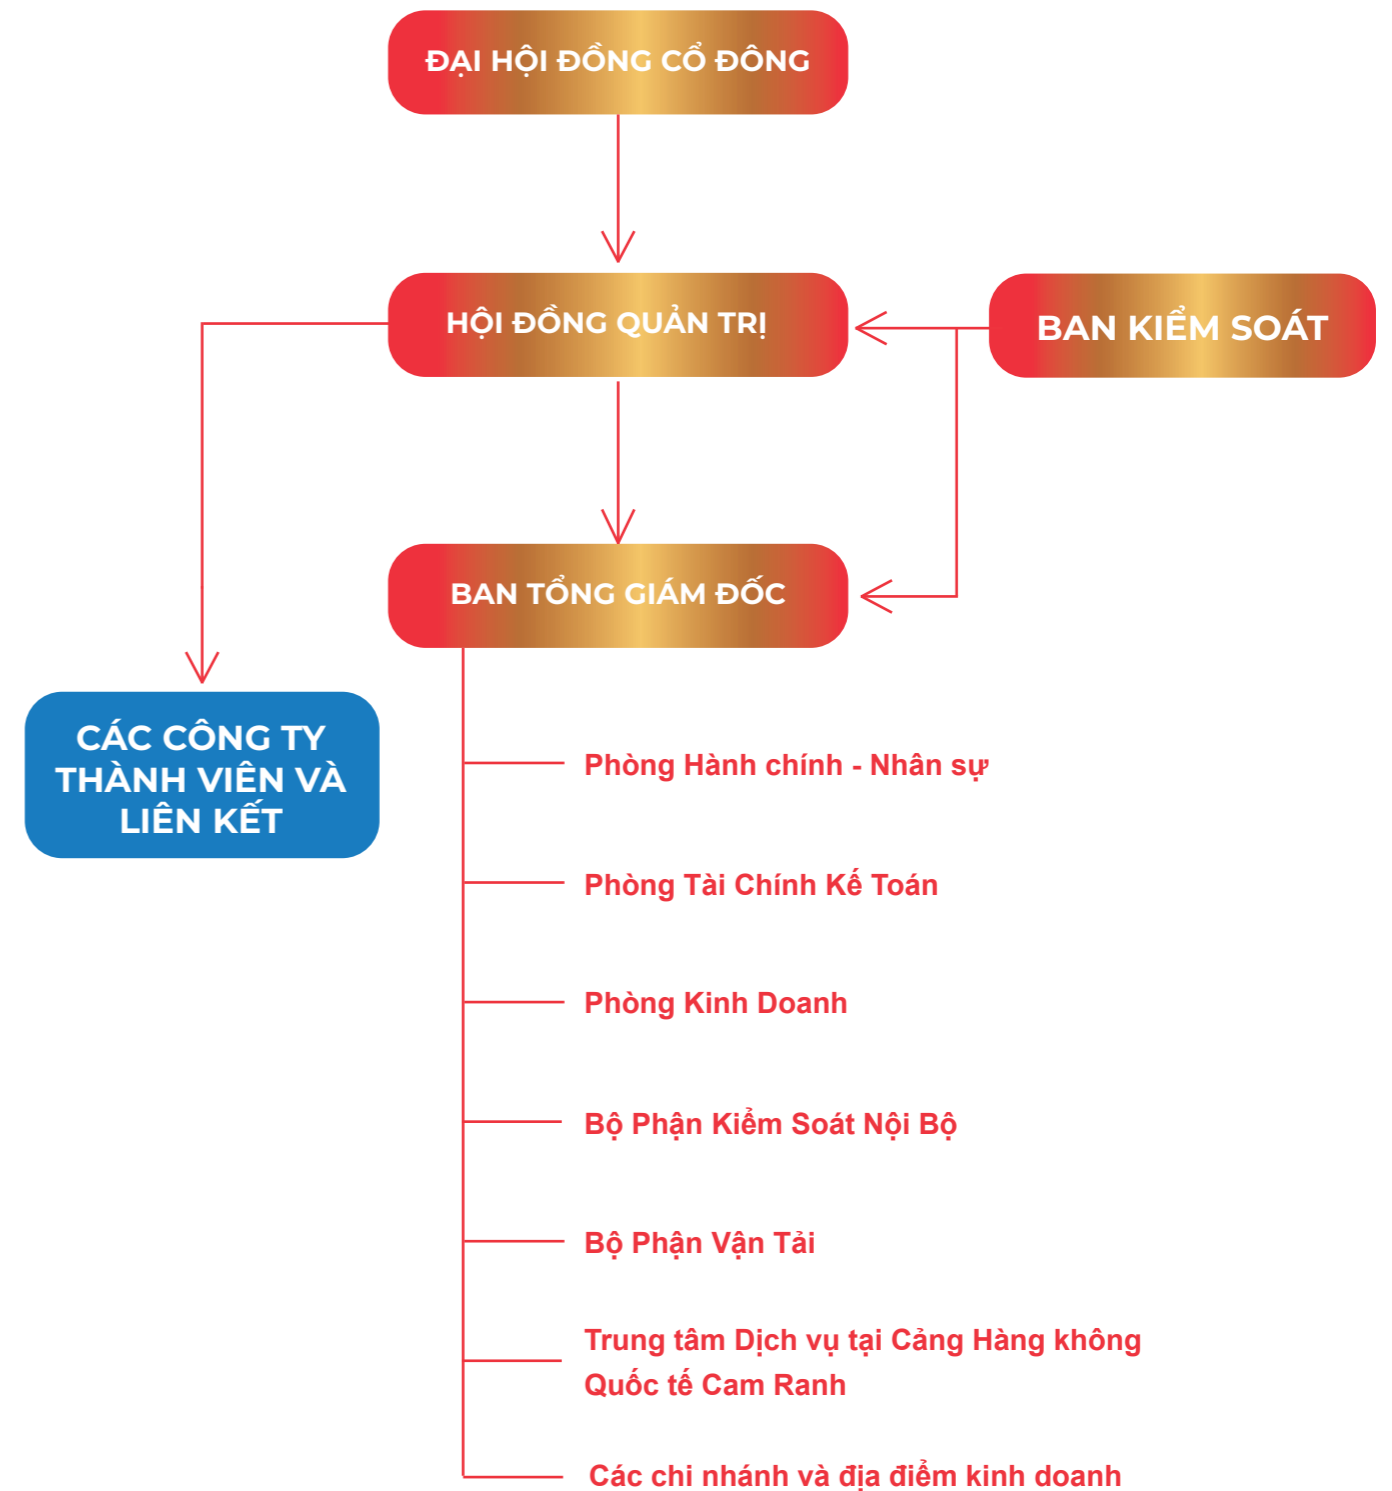 ĐẠI HỘI ĐỒNG CỔ ĐÔNG
HỘI ĐỒNG QUẢN TRỊ
BAN KIỂM SOÁT
BAN TỔNG GIÁM ĐỐC
CÁC CÔNG TY
THÀNH VIÊN VÀ
LIÊN KẾT
Phòng Hành chính - Nhân sự
Phòng Tài Chính Kế Toán
Phòng Kinh Doanh
Bộ Phận Kiểm Soát Nội Bộ
Bộ Phận Vận Tải
Trung tâm Dịch vụ tại Cảng Hàng không
Quốc tế Cam Ranh
Các chi nhánh và địa điểm kinh doanh